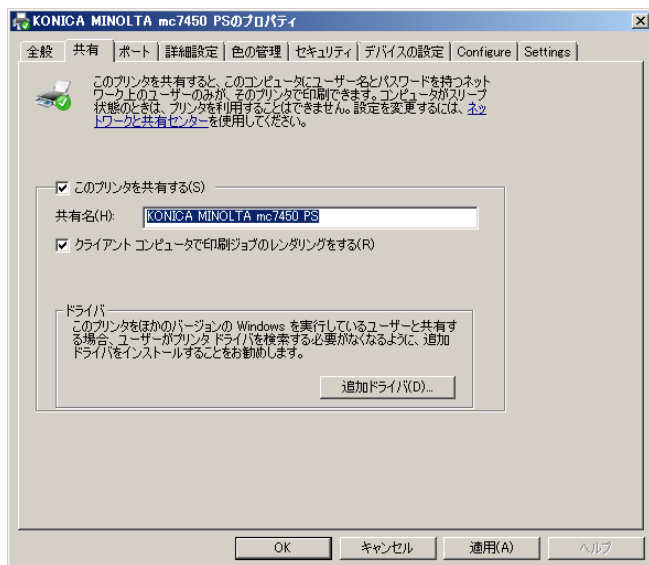 KONICA MINOLTA mc7450 PSのプロパティ
全般 共有 ポート 詳細設定 色の管理 セキュリティ デバイスの設定 Configure Settings
このプリンタを共有すると、このコンピュータにユーザー名とパスワードを持つネット
ワーク上のユーザーのみが、そのプリンタで印刷できます。コンピュータがスリープ
状態のときは、プリンタを利用することはできません。設定を変更するには、ネッ
トワークと共有センターを使用してください。
このプリンタを共有する(S)
共有名(H): KONICA MINOLTA mc7450 PS
クライアント コンピュータで印刷ジョブのレンダリングをする(R)
ドライバ
このプリンタをほかのバージョンの Windows を実行しているユーザーと共有す
る場合、ユーザーがプリンタ ドライバを検索する必要がなくなるように、追加
ドライバをインストールすることをお勧めします。
追加ドライバ(D)...
OK キャンセル 適用(A) ヘルプ